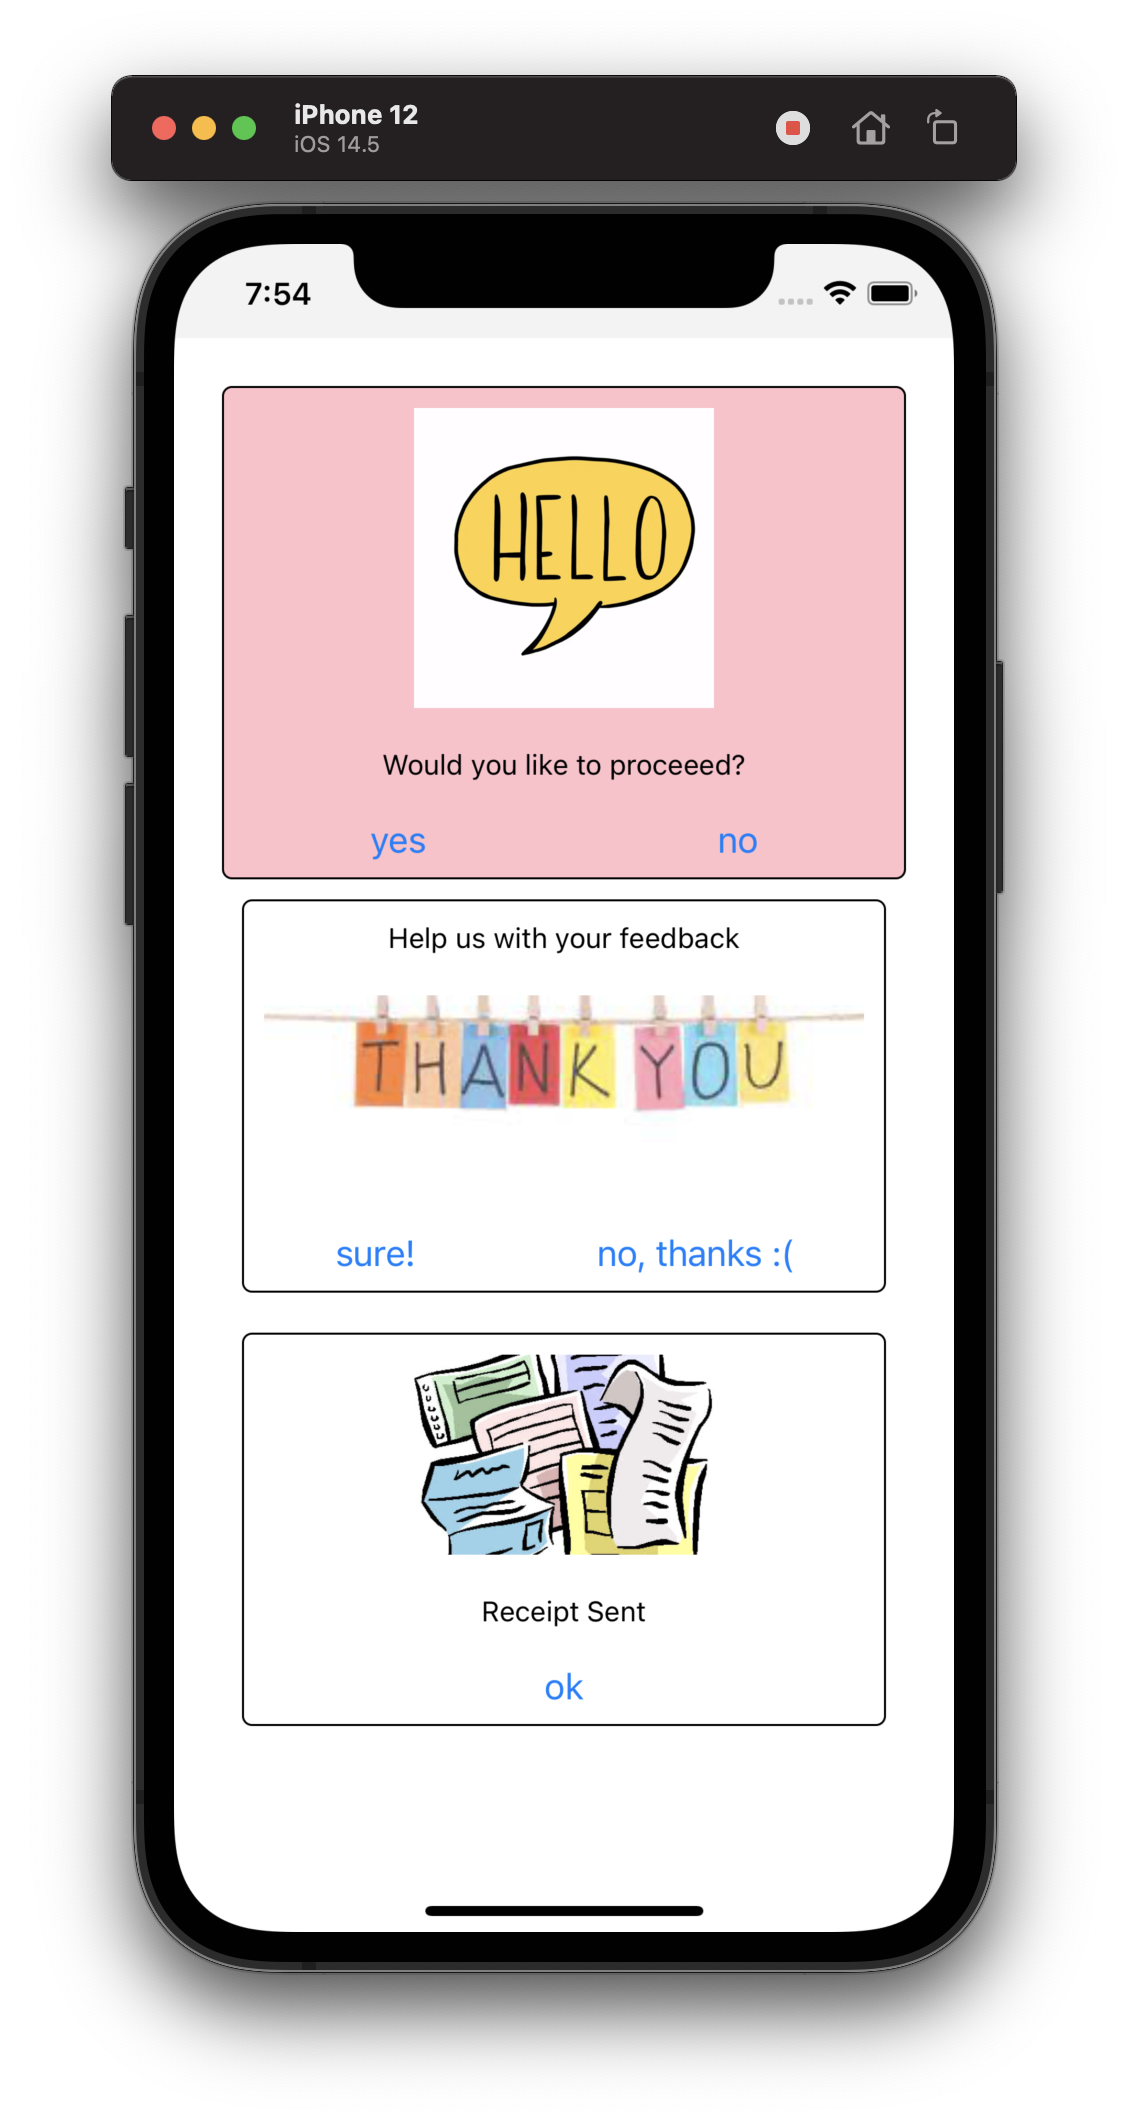 iPhone 12
iOS 14.5
7:54
HELLO
Would you like to proceeed?
yes no
Help us with your feedback
THANK YOU
sure! no, thanks :(
Receipt Sent
ok